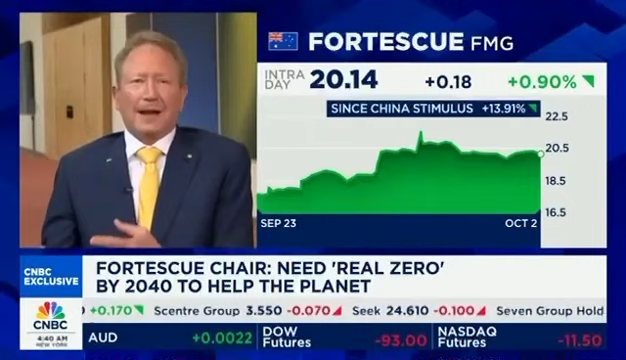 FORTESCUE FMG
INTRA DAY 20.14 +0.18 +0.90%
SINCE CHINA STIMULUS +13.91%
22.5
20.5
18.5
16.5
SEP 23 OCT 2
CNBC EXCLUSIVE
FORTESCUE CHAIR: NEED 'REAL ZERO'
BY 2040 TO HELP THE PLANET
+0.170 Scentre Group 3.550 -0.070 Seek 24.610 -0.100 Seven Group Hold
CNBC
4:40 AM
NEW YORK
AUD +0.0022 DOW Futures -93.00 NASDAQ Futures -11.50